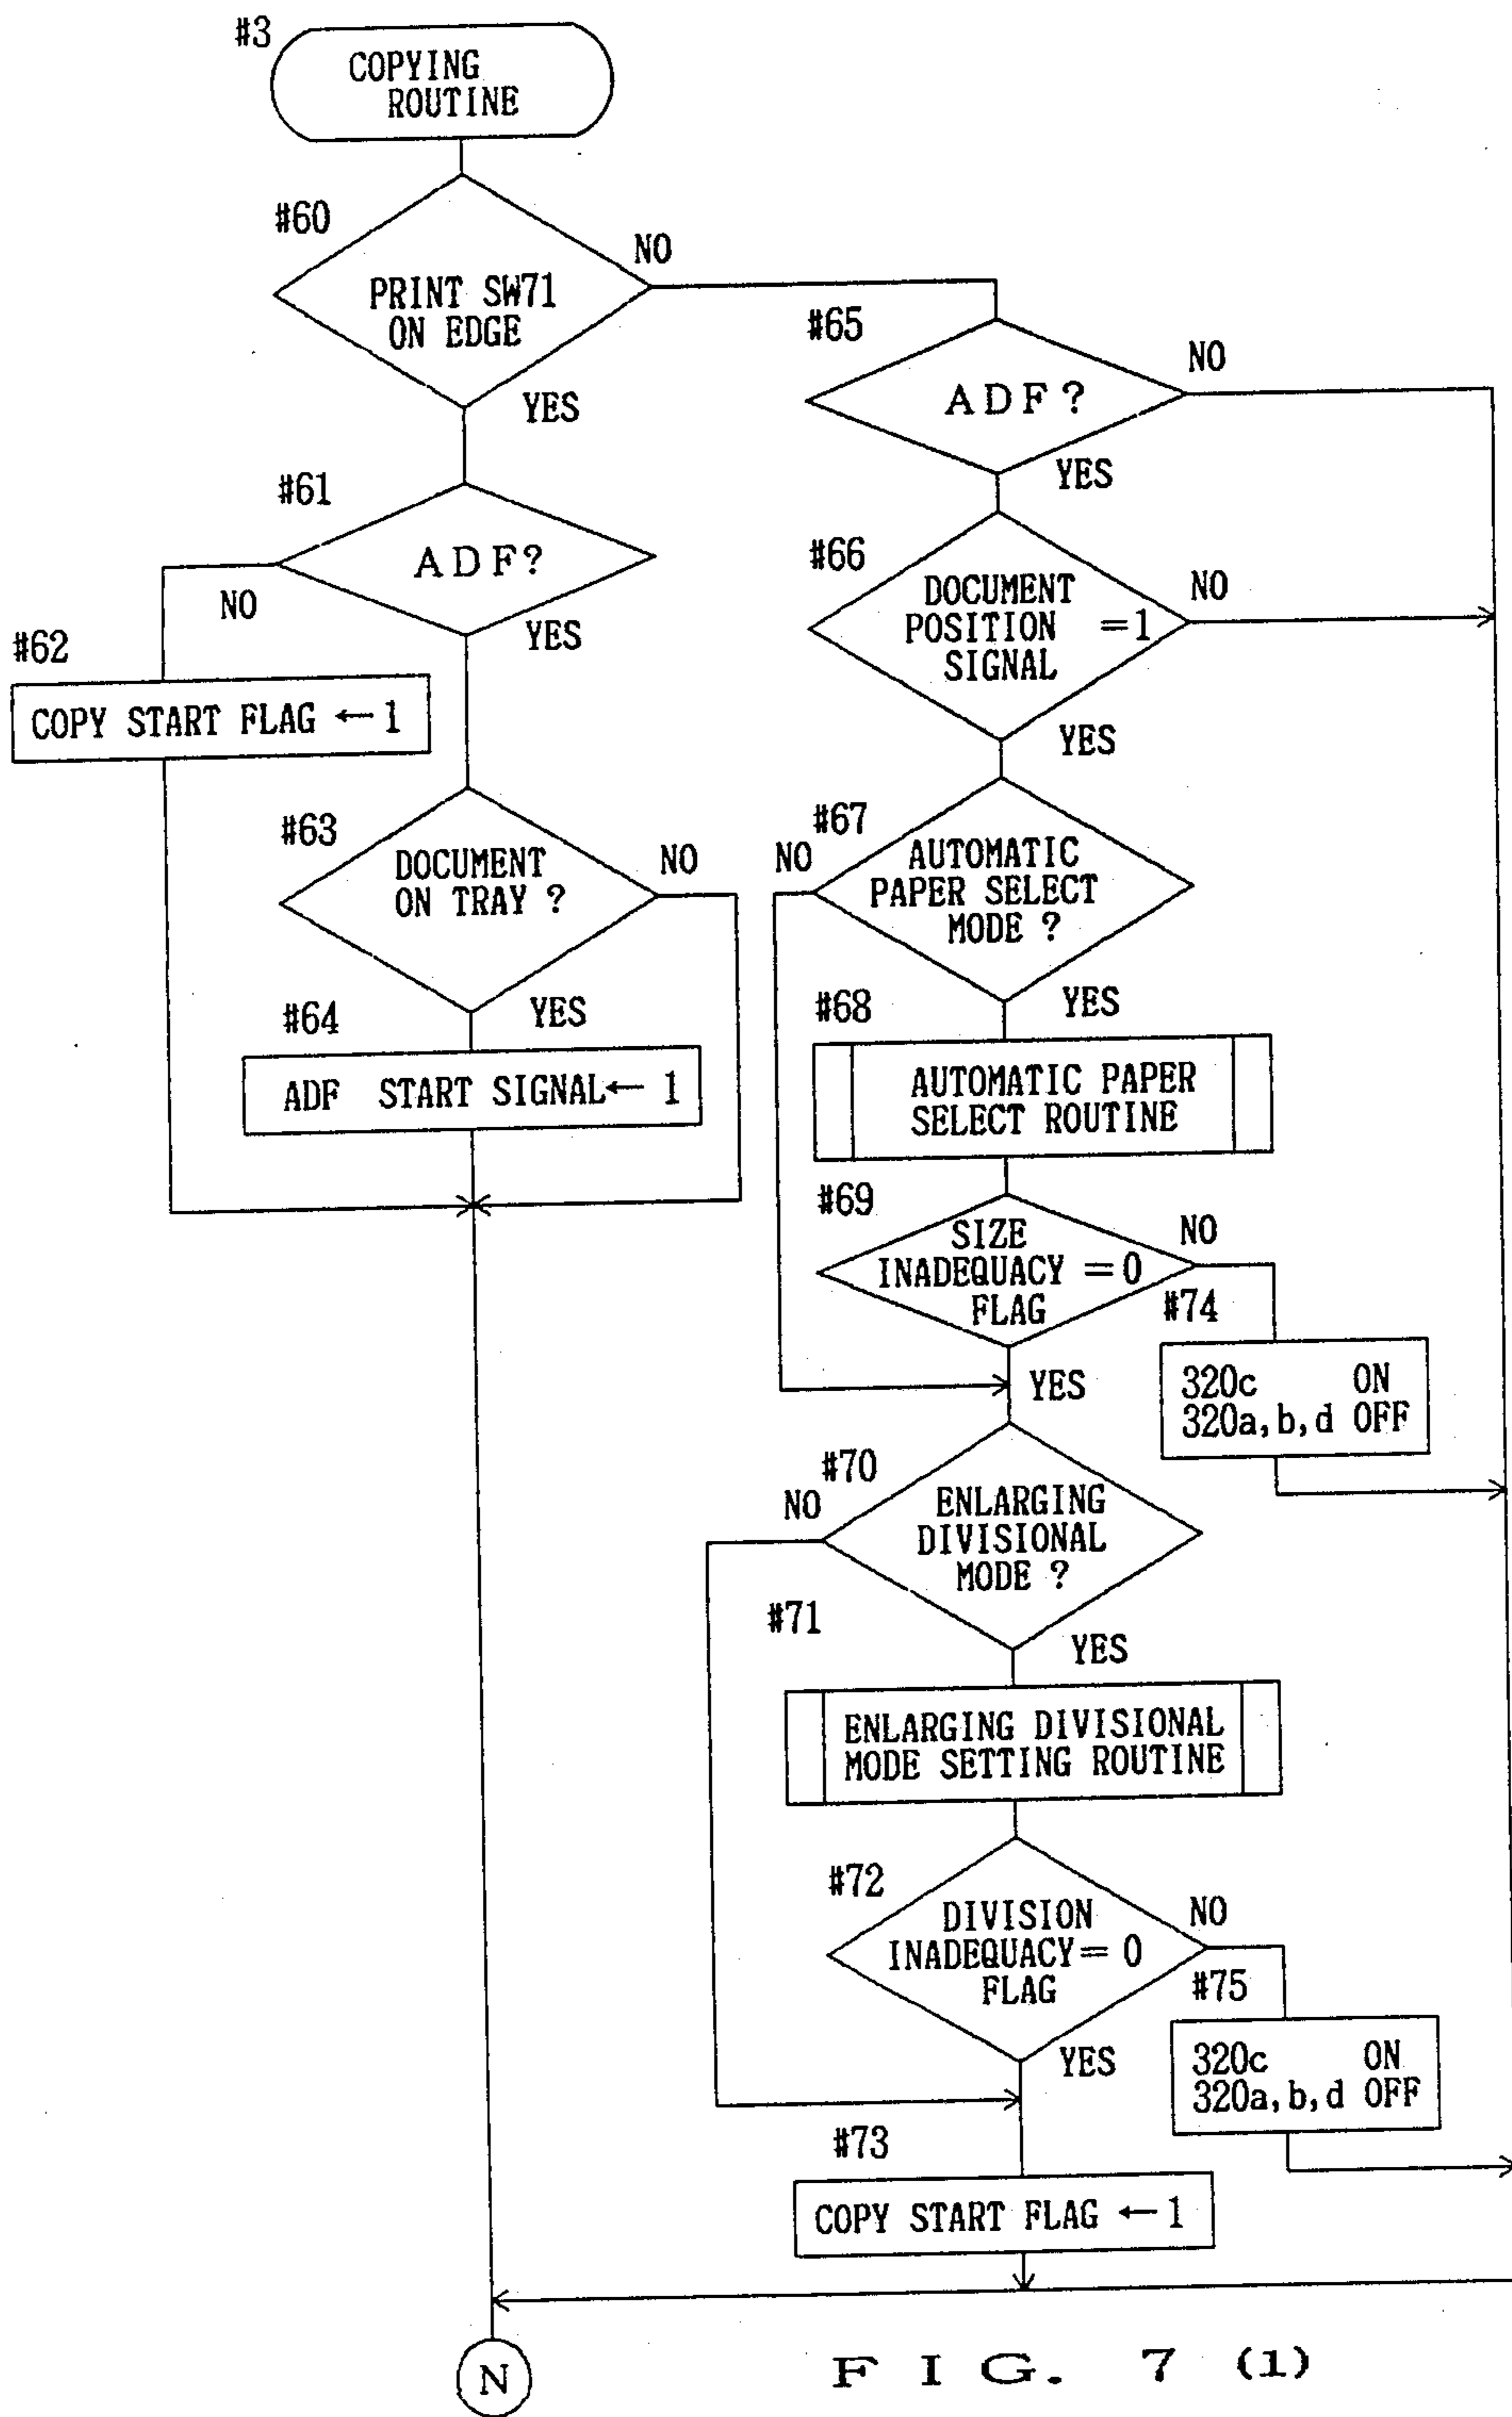 #3
COPYING
ROUTINE
#60
PRINT SW71
ON EDGE
NO
YES
#61
ADF?
NO
YES
#62
COPY START FLAG ← 1
#63
DOCUMENT
ON TRAY ?
NO
YES
#64
ADF START SIGNAL ← 1
#65
ADF?
NO
YES
#66
DOCUMENT
POSITION = 1
SIGNAL
NO
YES
#67
NO
AUTOMATIC
PAPER SELECT
MODE ?
YES
#68
AUTOMATIC PAPER
SELECT ROUTINE
#69
SIZE
INADEQUACY = 0
FLAG
NO
YES
#74
320c ON
320a,b,d OFF
#70
NO
ENLARGING
DIVISIONAL
MODE ?
YES
#71
ENLARGING DIVISIONAL
MODE SETTING ROUTINE
#72
DIVISION
INADEQUACY = 0
FLAG
NO
YES
#75
320c ON
320a,b,d OFF
#73
COPY START FLAG ← 1
N
FIG. 7 (1)